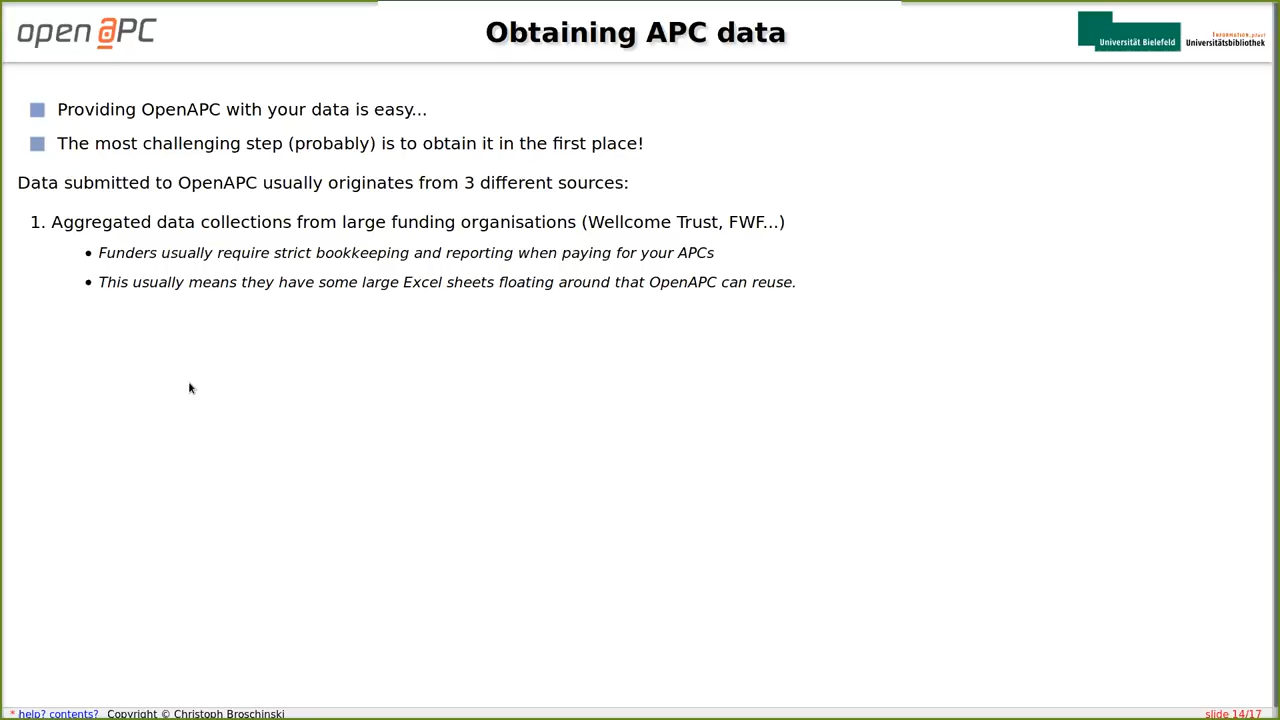 open aPC
Obtaining APC data
Universität Bielefeld
Information.plus!
Universitätsbibliothek
Providing OpenAPC with your data is easy...
The most challenging step (probably) is to obtain it in the first place!
Data submitted to OpenAPC usually originates from 3 different sources:
1. Aggregated data collections from large funding organisations (Wellcome Trust, FWF...)
• Funders usually require strict bookkeeping and reporting when paying for your APCs
• This usually means they have some large Excel sheets floating around that OpenAPC can reuse.
* help? contents? Copyright © Christoph Broschinski
slide 14/17